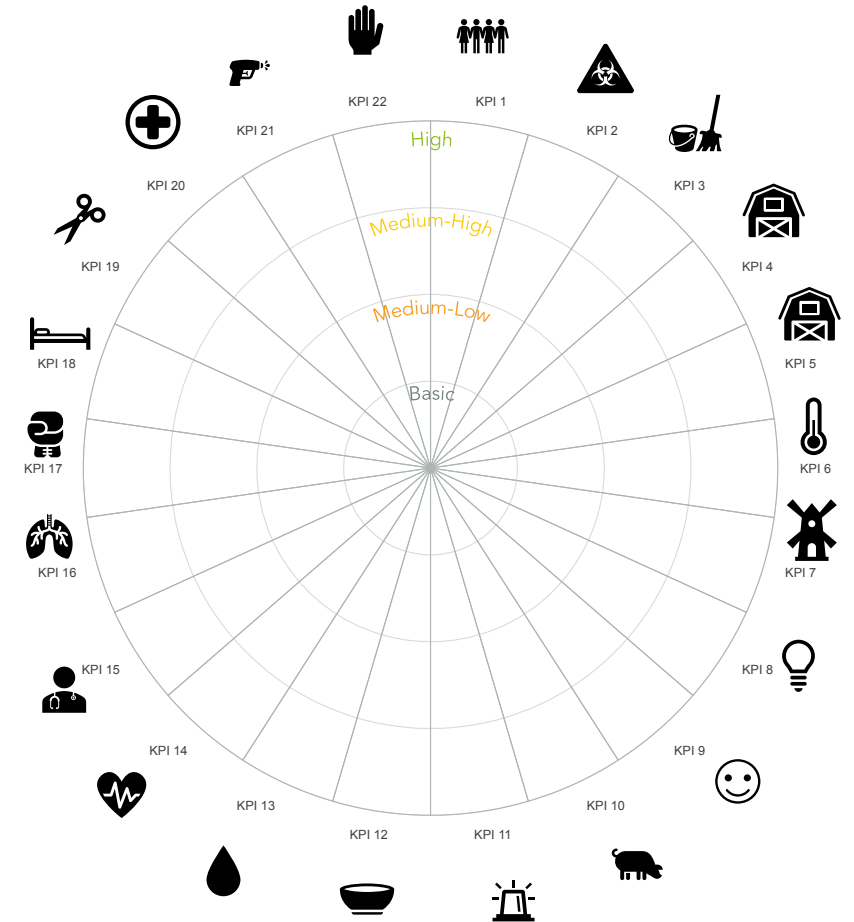 KPI 22
KPI 1
KPI 21
KPI 2
High
KPI 20
KPI 3
Medium-High
KPI 19
KPI 4
Medium-Low
KPI 18
KPI 5
Basic
KPI 17
KPI 6
KPI 16
KPI 7
KPI 15
KPI 8
KPI 14
KPI 9
KPI 13
KPI 10
KPI 12
KPI 11